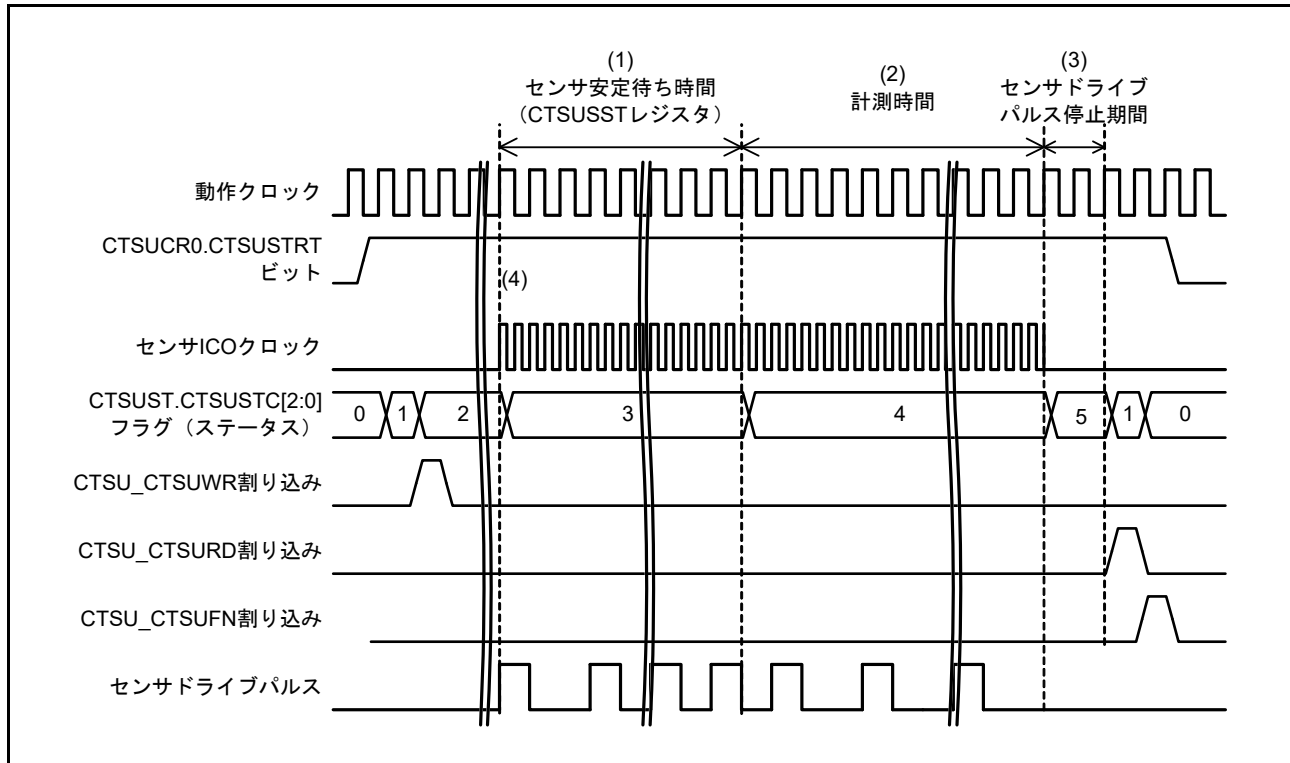 (1)
センサ安定待ち時間
（CTSUSSTレジスタ）
(2)
計測時間
(3)
センサドライブ
パルス停止期間
動作クロック
CTSUCR0.CTSUSTRT
ビット
(4)
センサICOクロック
CTSUST.CTSUSTC[2:0]
フラグ（ステータス）
0 1 2 3 4 5 1 0
CTSU_CTSUWR割り込み
CTSU_CTSURD割り込み
CTSU_CTSUFN割り込み
センサドライブパルス